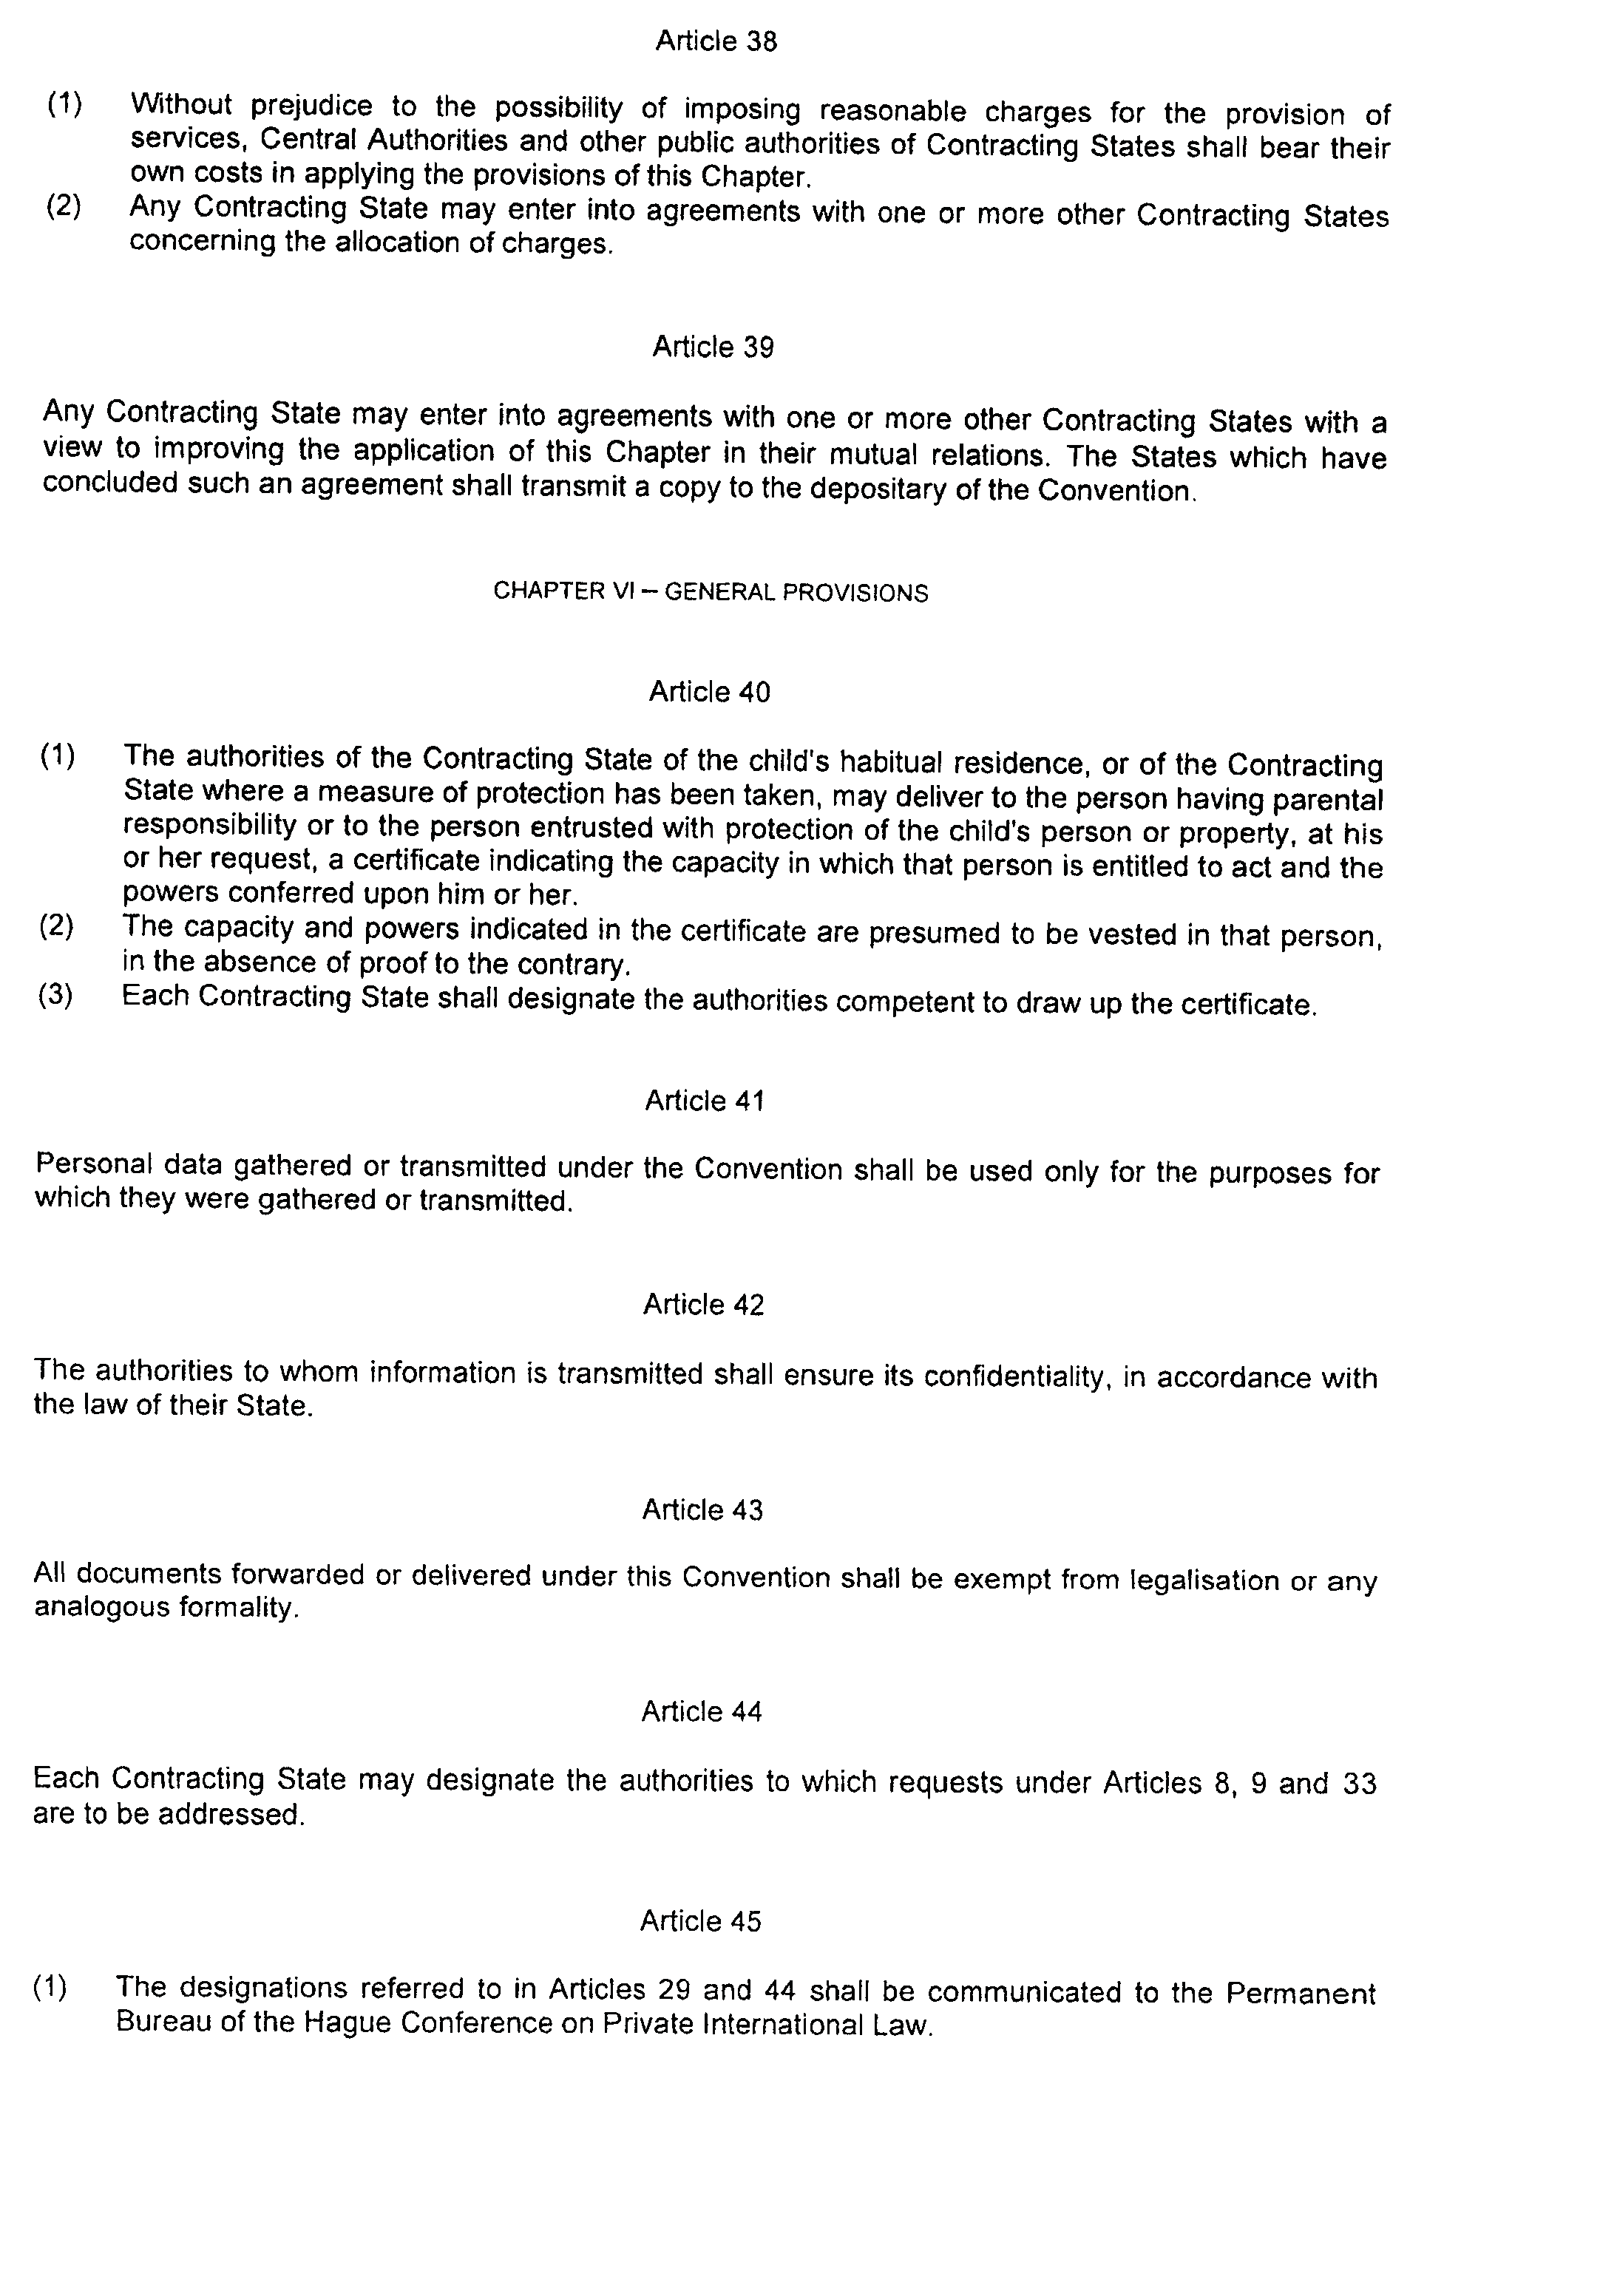 Article 38
(1) Without prejudice to the possibility of imposing reasonable charges for the provision of
services, Central Authorities and other public authorities of Contracting States shall bear their
own costs in applying the provisions of this Chapter.
(2) Any Contracting State may enter into agreements with one or more other Contracting States
concerning the allocation of charges.
Article 39
Any Contracting State may enter into agreements with one or more other Contracting States with a
view to improving the application of this Chapter in their mutual relations. The States which have
concluded such an agreement shall transmit a copy to the depositary of the Convention.
CHAPTER VI – GENERAL PROVISIONS
Article 40
(1) The authorities of the Contracting State of the child's habitual residence, or of the Contracting
State where a measure of protection has been taken, may deliver to the person having parental
responsibility or to the person entrusted with protection of the child's person or property, at his
or her request, a certificate indicating the capacity in which that person is entitled to act and the
powers conferred upon him or her.
(2) The capacity and powers indicated in the certificate are presumed to be vested in that person,
in the absence of proof to the contrary.
(3) Each Contracting State shall designate the authorities competent to draw up the certificate.
Article 41
Personal data gathered or transmitted under the Convention shall be used only for the purposes for
which they were gathered or transmitted.
Article 42
The authorities to whom information is transmitted shall ensure its confidentiality, in accordance with
the law of their State.
Article 43
All documents forwarded or delivered under this Convention shall be exempt from legalisation or any
analogous formality.
Article 44
Each Contracting State may designate the authorities to which requests under Articles 8, 9 and 33
are to be addressed.
Article 45
(1) The designations referred to in Articles 29 and 44 shall be communicated to the Permanent
Bureau of the Hague Conference on Private International Law.